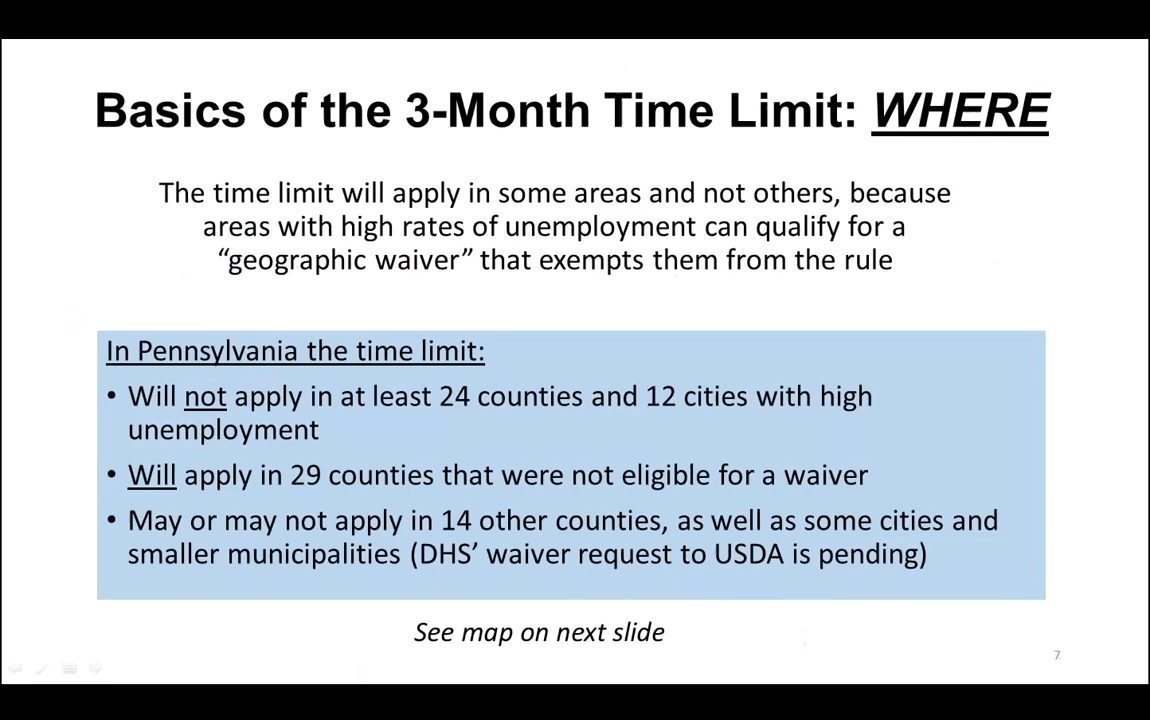 Basics of the 3-Month Time Limit: WHERE
The time limit will apply in some areas and not others, because
areas with high rates of unemployment can qualify for a
“geographic waiver” that exempts them from the rule
In Pennsylvania the time limit:
• Will not apply in at least 24 counties and 12 cities with high
unemployment
• Will apply in 29 counties that were not eligible for a waiver
• May or may not apply in 14 other counties, as well as some cities and
smaller municipalities (DHS’ waiver request to USDA is pending)
See map on next slide
7